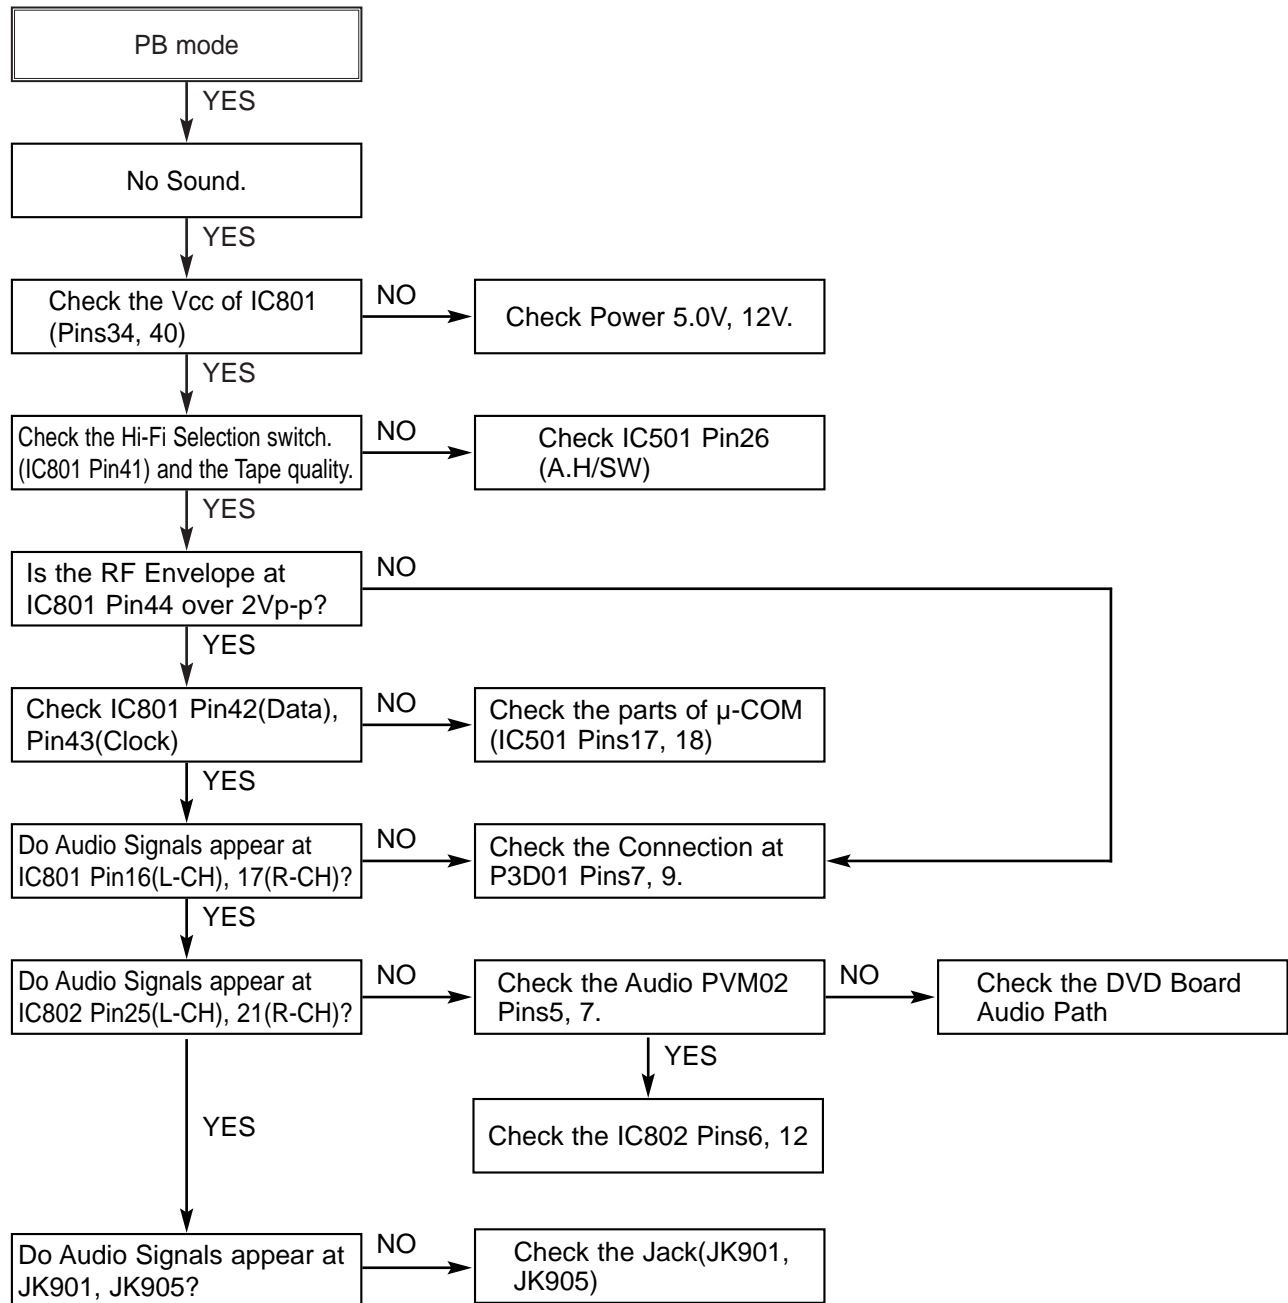 PB mode
YES
No Sound.
YES
Check the Vcc of IC801
(Pins34, 40)
NO
Check Power 5.0V, 12V.
YES
Check the Hi-Fi Selection switch.
(IC801 Pin41) and the Tape quality.
NO
Check IC501 Pin26
(A.H/SW)
YES
Is the RF Envelope at
IC801 Pin44 over 2Vp-p?
NO
YES
Check IC801 Pin42(Data),
Pin43(Clock)
NO
Check the parts of µ-COM
(IC501 Pins17, 18)
YES
Do Audio Signals appear at
IC801 Pin16(L-CH), 17(R-CH)?
NO
Check the Connection at
P3D01 Pins7, 9.
YES
Do Audio Signals appear at
IC802 Pin25(L-CH), 21(R-CH)?
NO
Check the Audio PVM02
Pins5, 7.
NO
Check the DVD Board
Audio Path
YES
Check the IC802 Pins6, 12
YES
Do Audio Signals appear at
JK901, JK905?
NO
Check the Jack(JK901,
JK905)